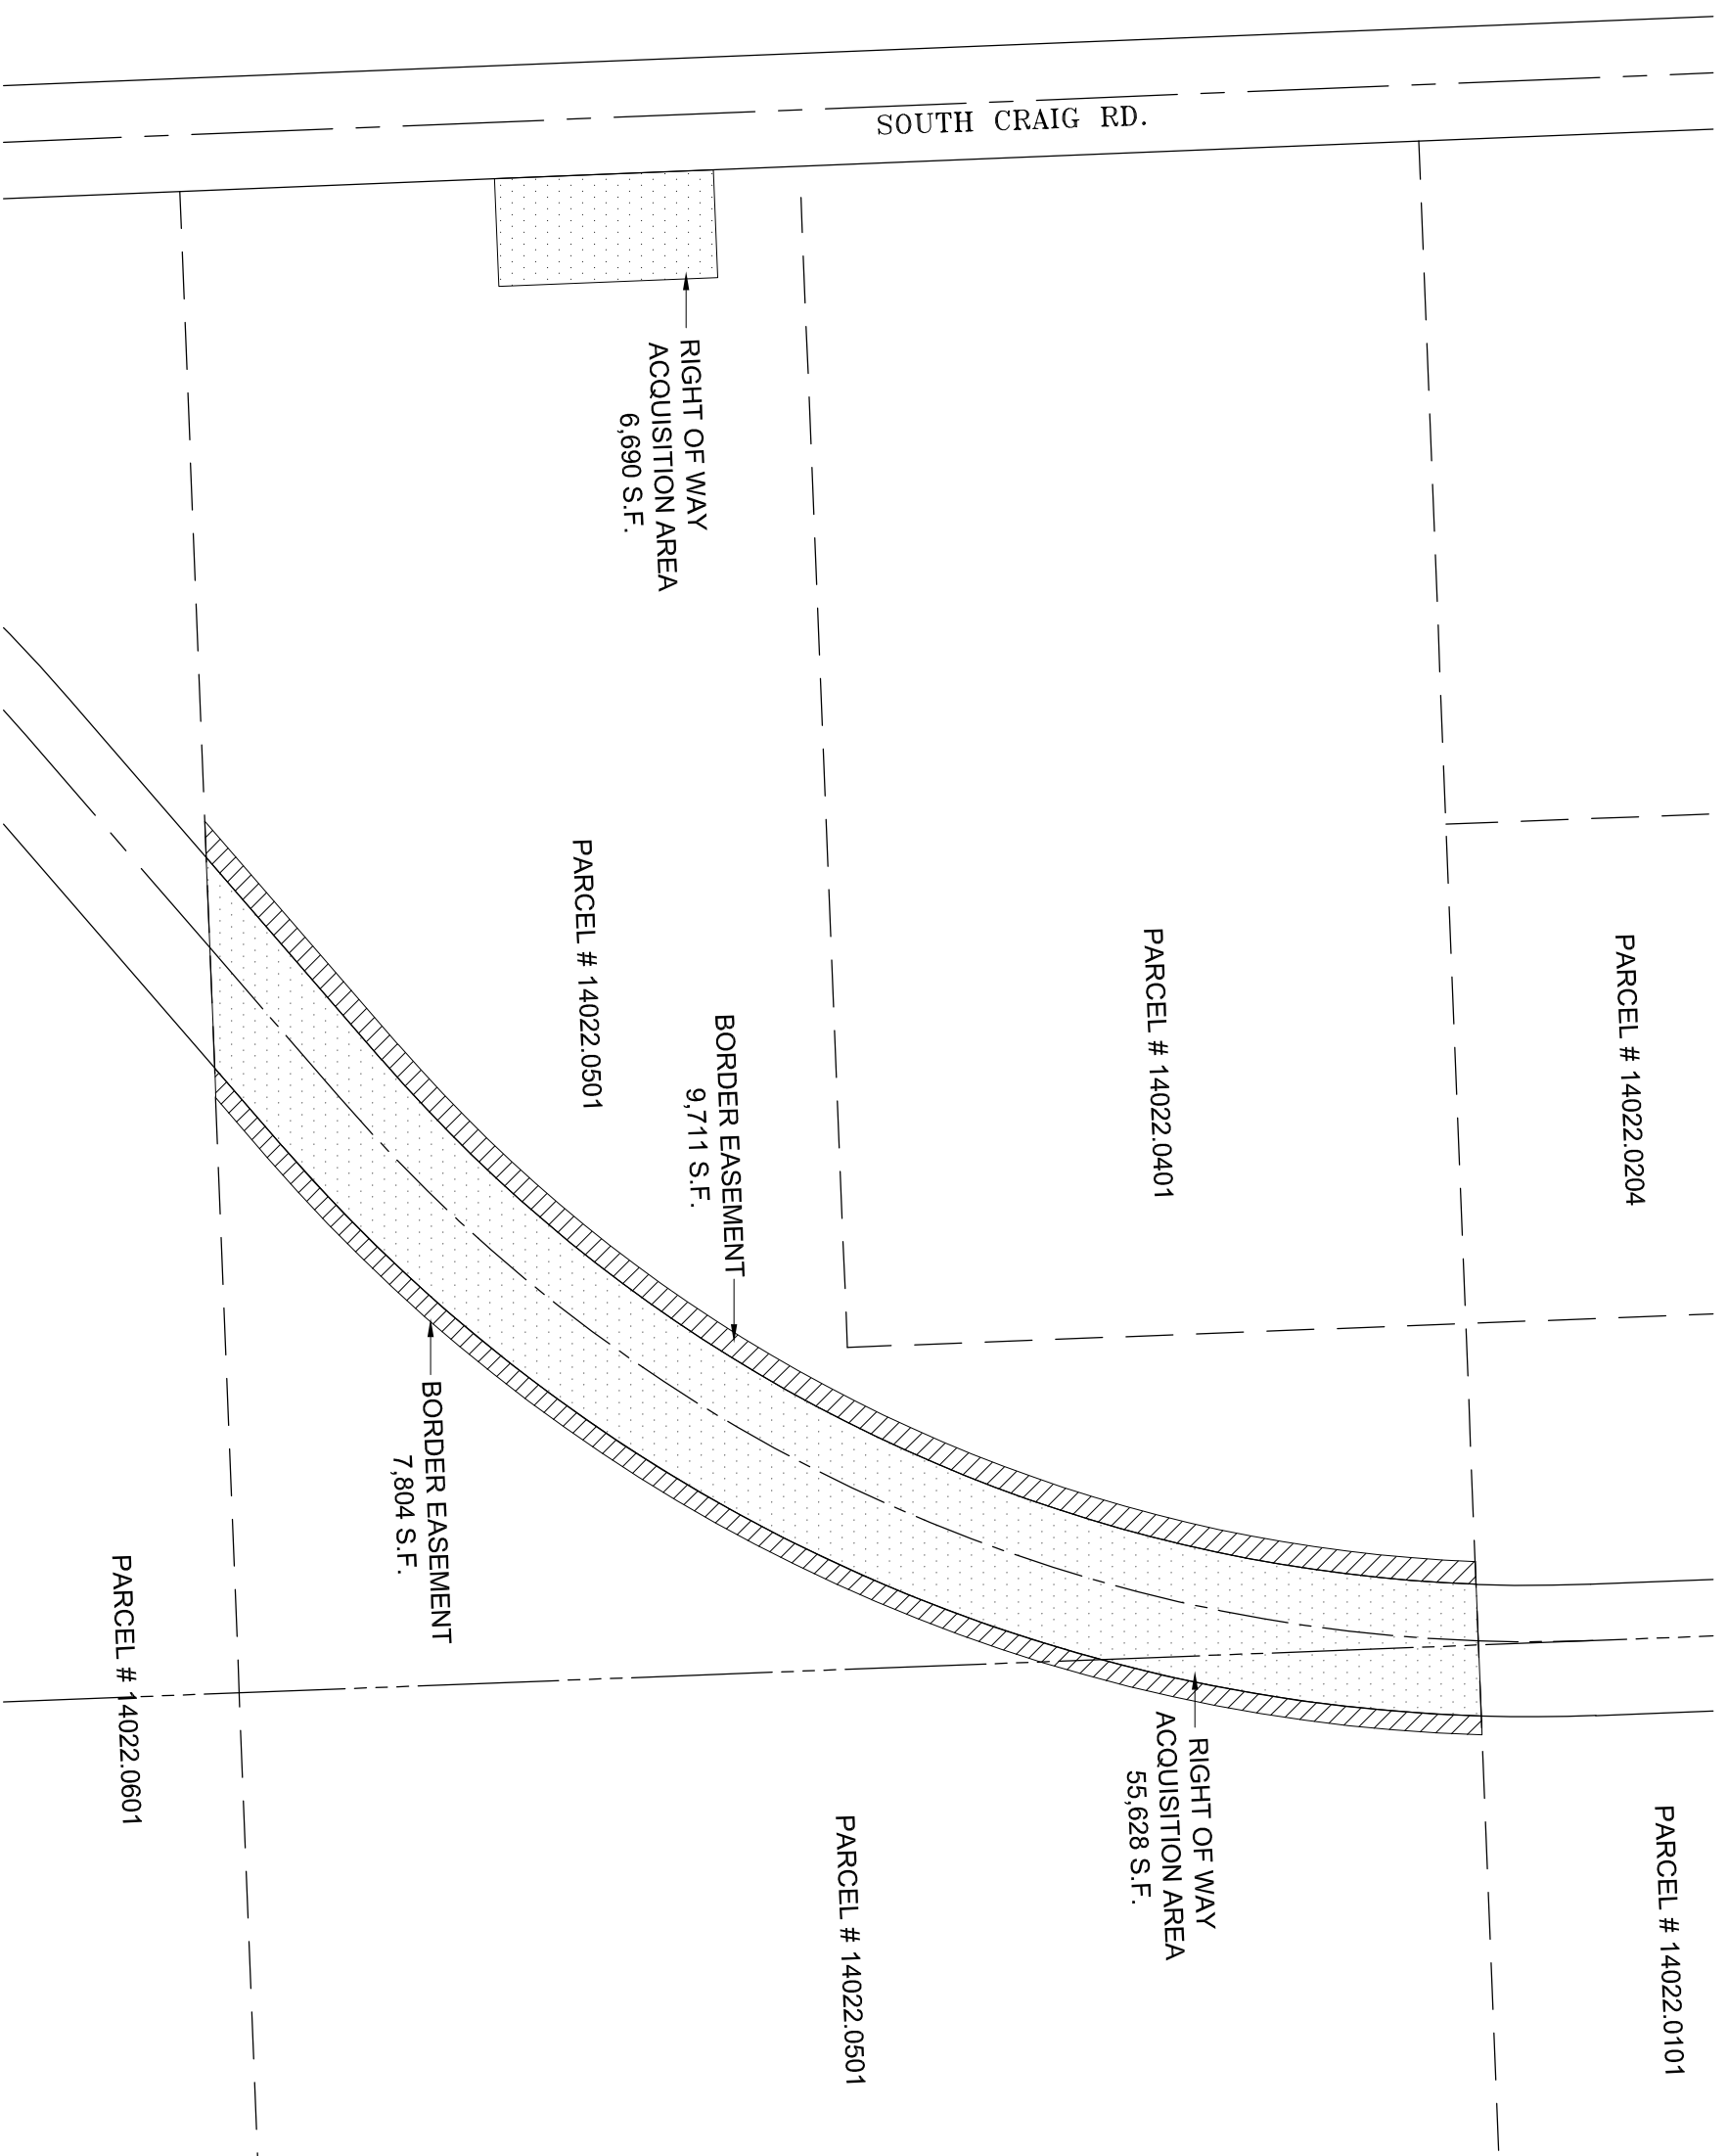 SOUTH CRAIG RD.
RIGHT OF WAY
ACQUISITION AREA
6,690 S.F.
PARCEL # 14022.0501
BORDER EASEMENT
9,711 S.F.
PARCEL # 14022.0401
PARCEL # 14022.0204
BORDER EASEMENT
7,804 S.F.
PARCEL # 14022.0601
RIGHT OF WAY
ACQUISITION AREA
55,628 S.F.
PARCEL # 14022.0501
PARCEL # 14022.0101